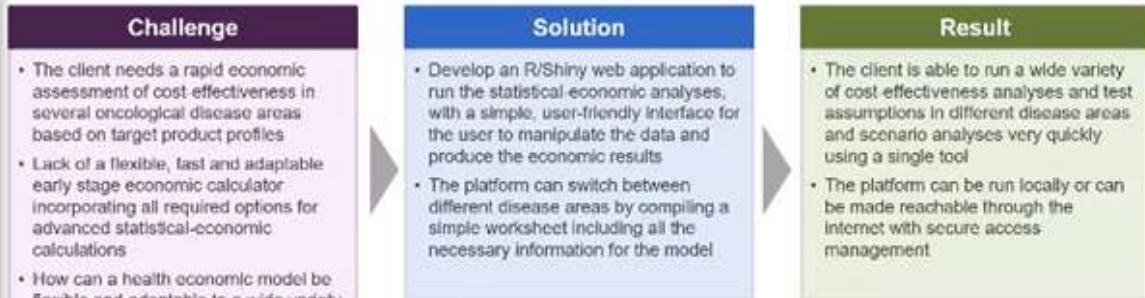 Challenge
• The client needs a rapid economic
assessment of cost effectiveness in
several oncological disease areas
based on target product profiles
• Lack of a flexible, fast and adaptable
early stage economic calculator
incorporating all required options for
advanced statistical-economic
calculations
• How can a health economic model be
flexible and adaptable to a wide variety
Solution
• Develop an R/Shiny web application to
run the statistical-economic analyses,
with a simple, user-friendly interface for
the user to manipulate the data and
produce the economic results
• The platform can switch between
different disease areas by compiling a
simple worksheet including all the
necessary information for the model
Result
• The client is able to run a wide variety
of cost effectiveness analyses and test
assumptions in different disease areas
and scenario analyses very quickly
using a single tool
• The platform can be run locally or can
be made reachable through the
internet with secure access
management